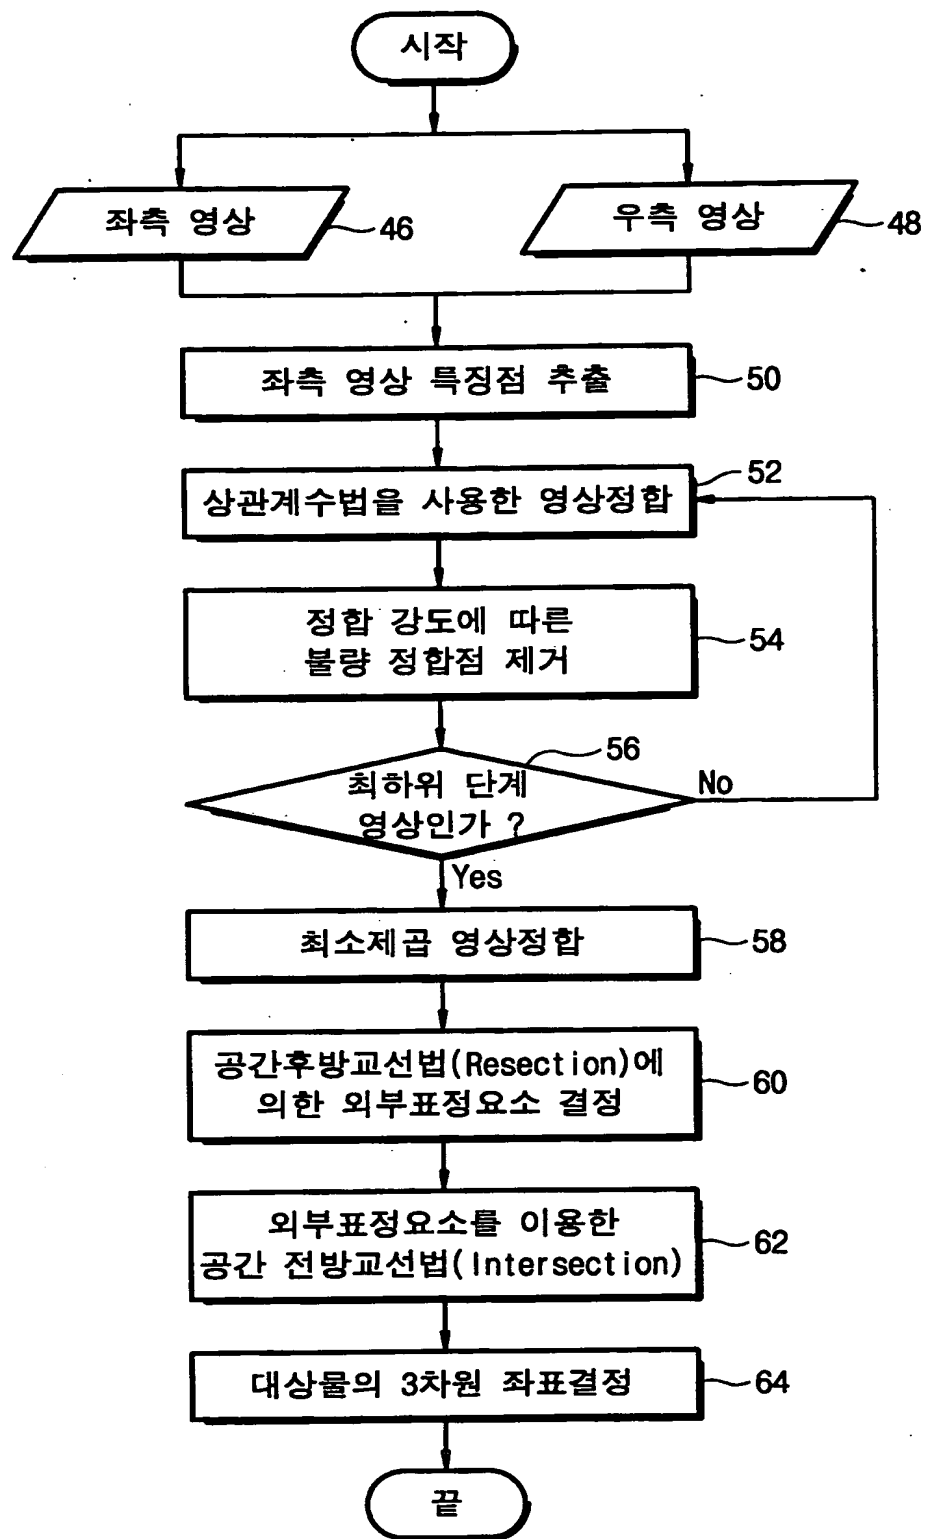 시작
좌측 영상
46
우측 영상
48
좌측 영상 특징점 추출
50
상관계수법을 사용한 영상정합
52
정합 강도에 따른
불량 정합점 제거
54
56
최하위 단계
영상인가 ?
No
Yes
최소제곱 영상정합
58
공간후방교선법(Resection)에
의한 외부표정요소 결정
60
외부표정요소를 이용한
공간 전방교선법(Intersection)
62
대상물의 3차원 좌표결정
64
끝